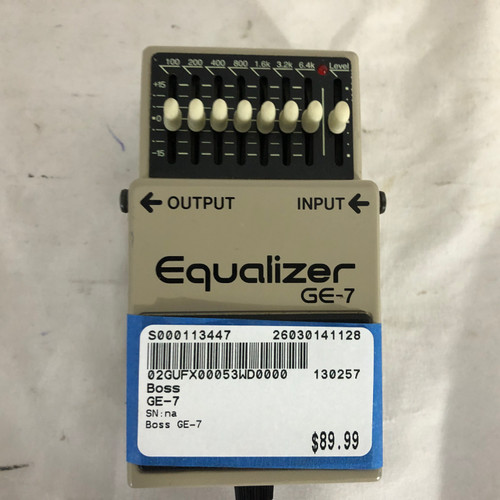 100 200 400 800 1.6k 3.2k 6.4k Level
+15
±0
-15
← OUTPUT INPUT ←
Equalizer
GE-7
S000113447 26030141128
02GUFX00053WD0000 130257
Boss
GE-7
SN:na
Boss GE-7
$89.99